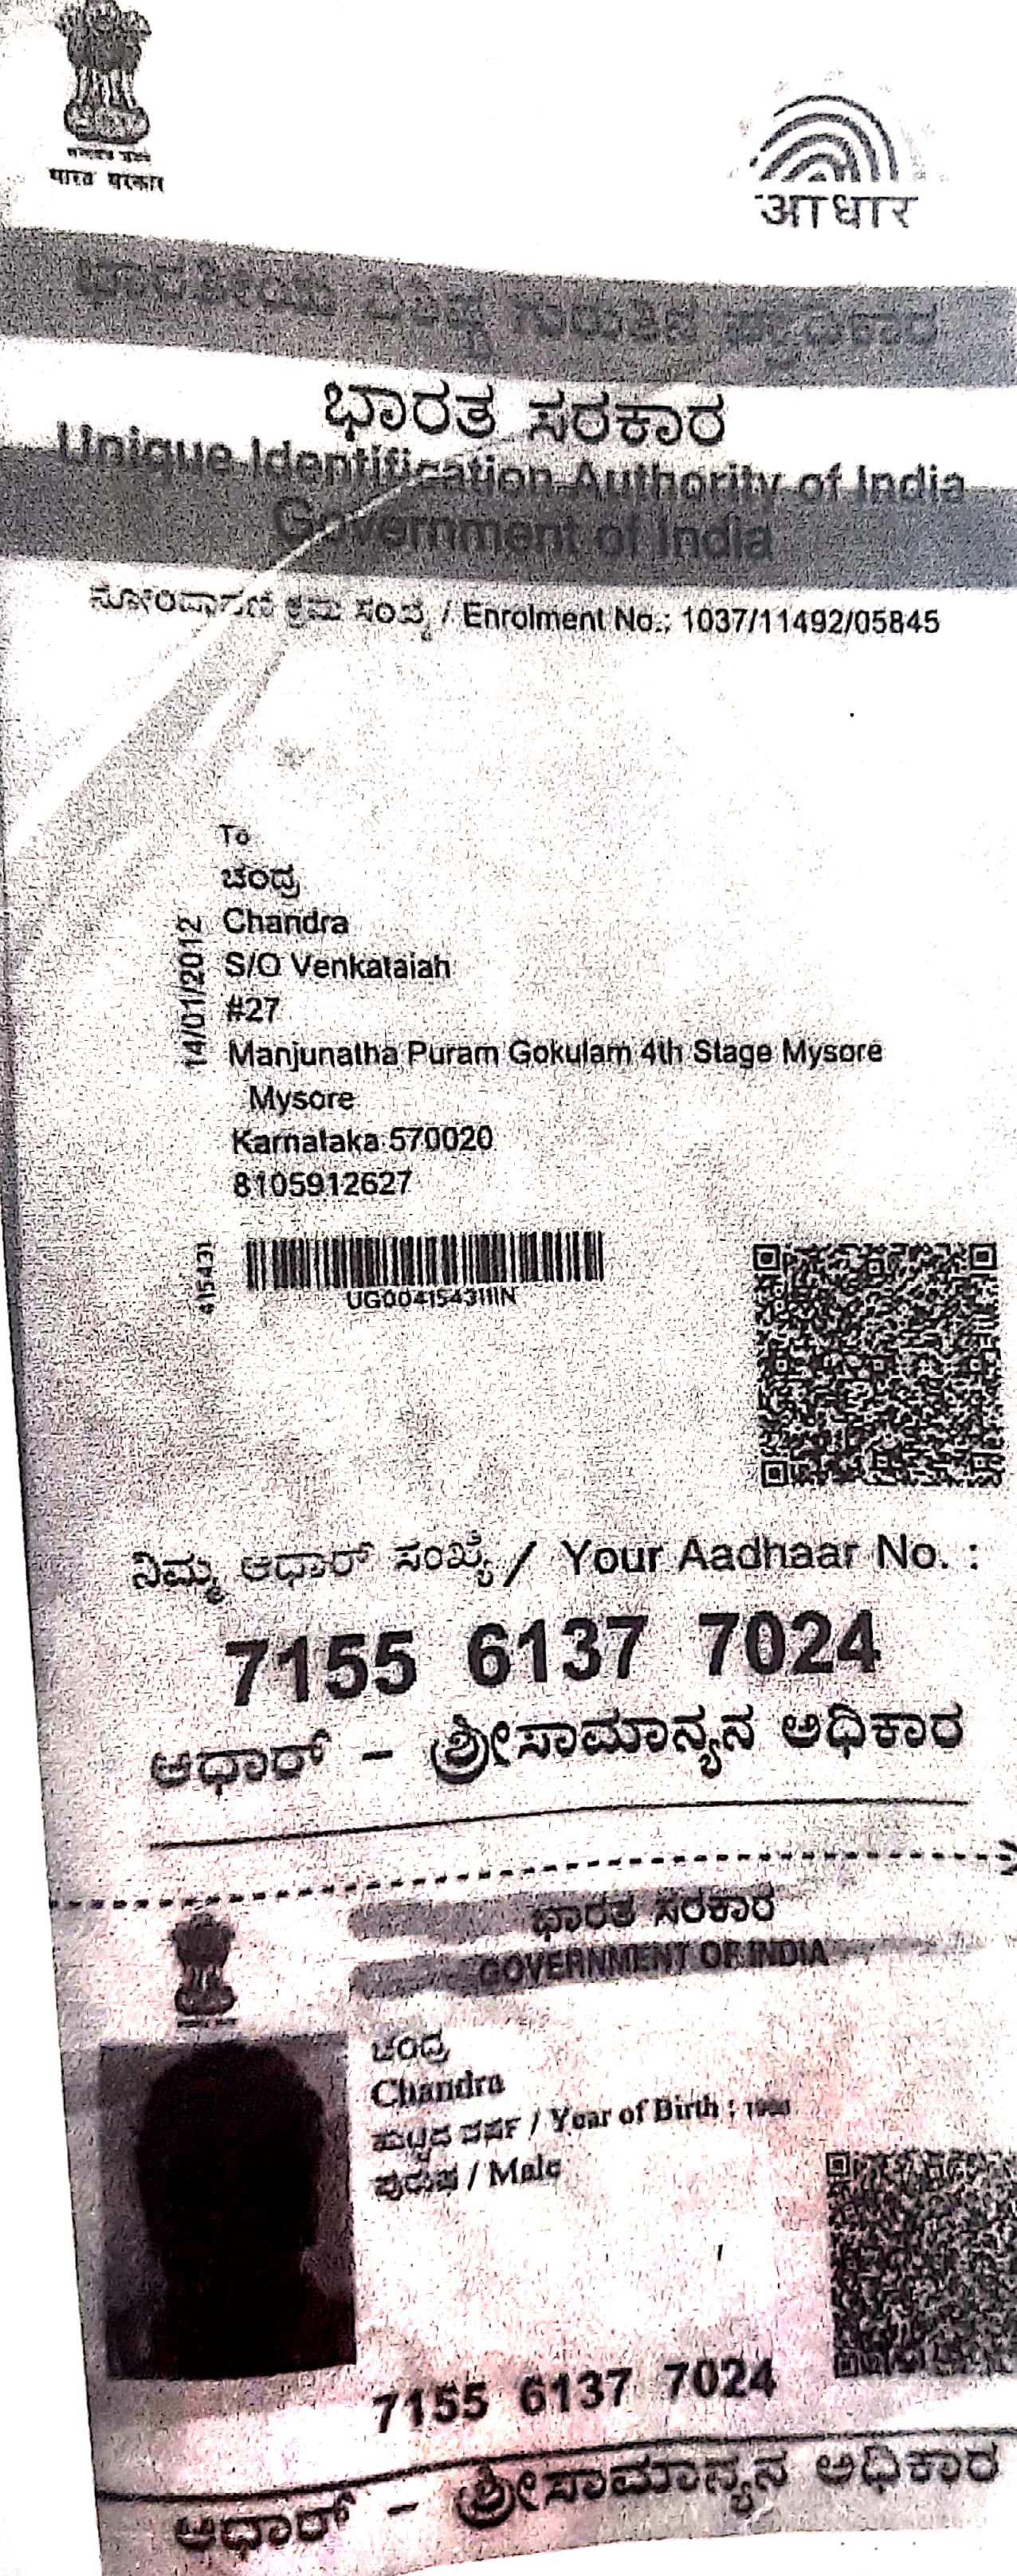 भारत सरकार
आधार
ಭಾರತ ಸರಕಾರ
Unique Identification Authority of India
Government of India
ನೋಂದಾವಣೆ ಕ್ರಮ ಸಂಖ್ಯೆ / Enrolment No.: 1037/11492/05845
To
ಚಂದ್ರ
Chandra
S/O Venkataiah
#27
Manjunatha Puram Gokulam 4th Stage Mysore
Mysore
Karnataka 570020
8105912627
14/01/2012
415431
ನಿಮ್ಮ ಆಧಾರ್ ಸಂಖ್ಯೆ / Your Aadhaar No. :
7155 6137 7024
ಆಧಾರ್ – ಶ್ರೀಸಾಮಾನ್ಯನ ಅಧಿಕಾರ
ಭಾರತ ಸರಕಾರ
GOVERNMENT OF INDIA
ಚಂದ್ರ
Chandra
ಹುಟ್ಟಿದ ವರ್ಷ / Year of Birth :
ಪುರುಷ / Male
7155 6137 7024
ಆಧಾರ್ – ಶ್ರೀಸಾಮಾನ್ಯನ ಅಧಿಕಾರ